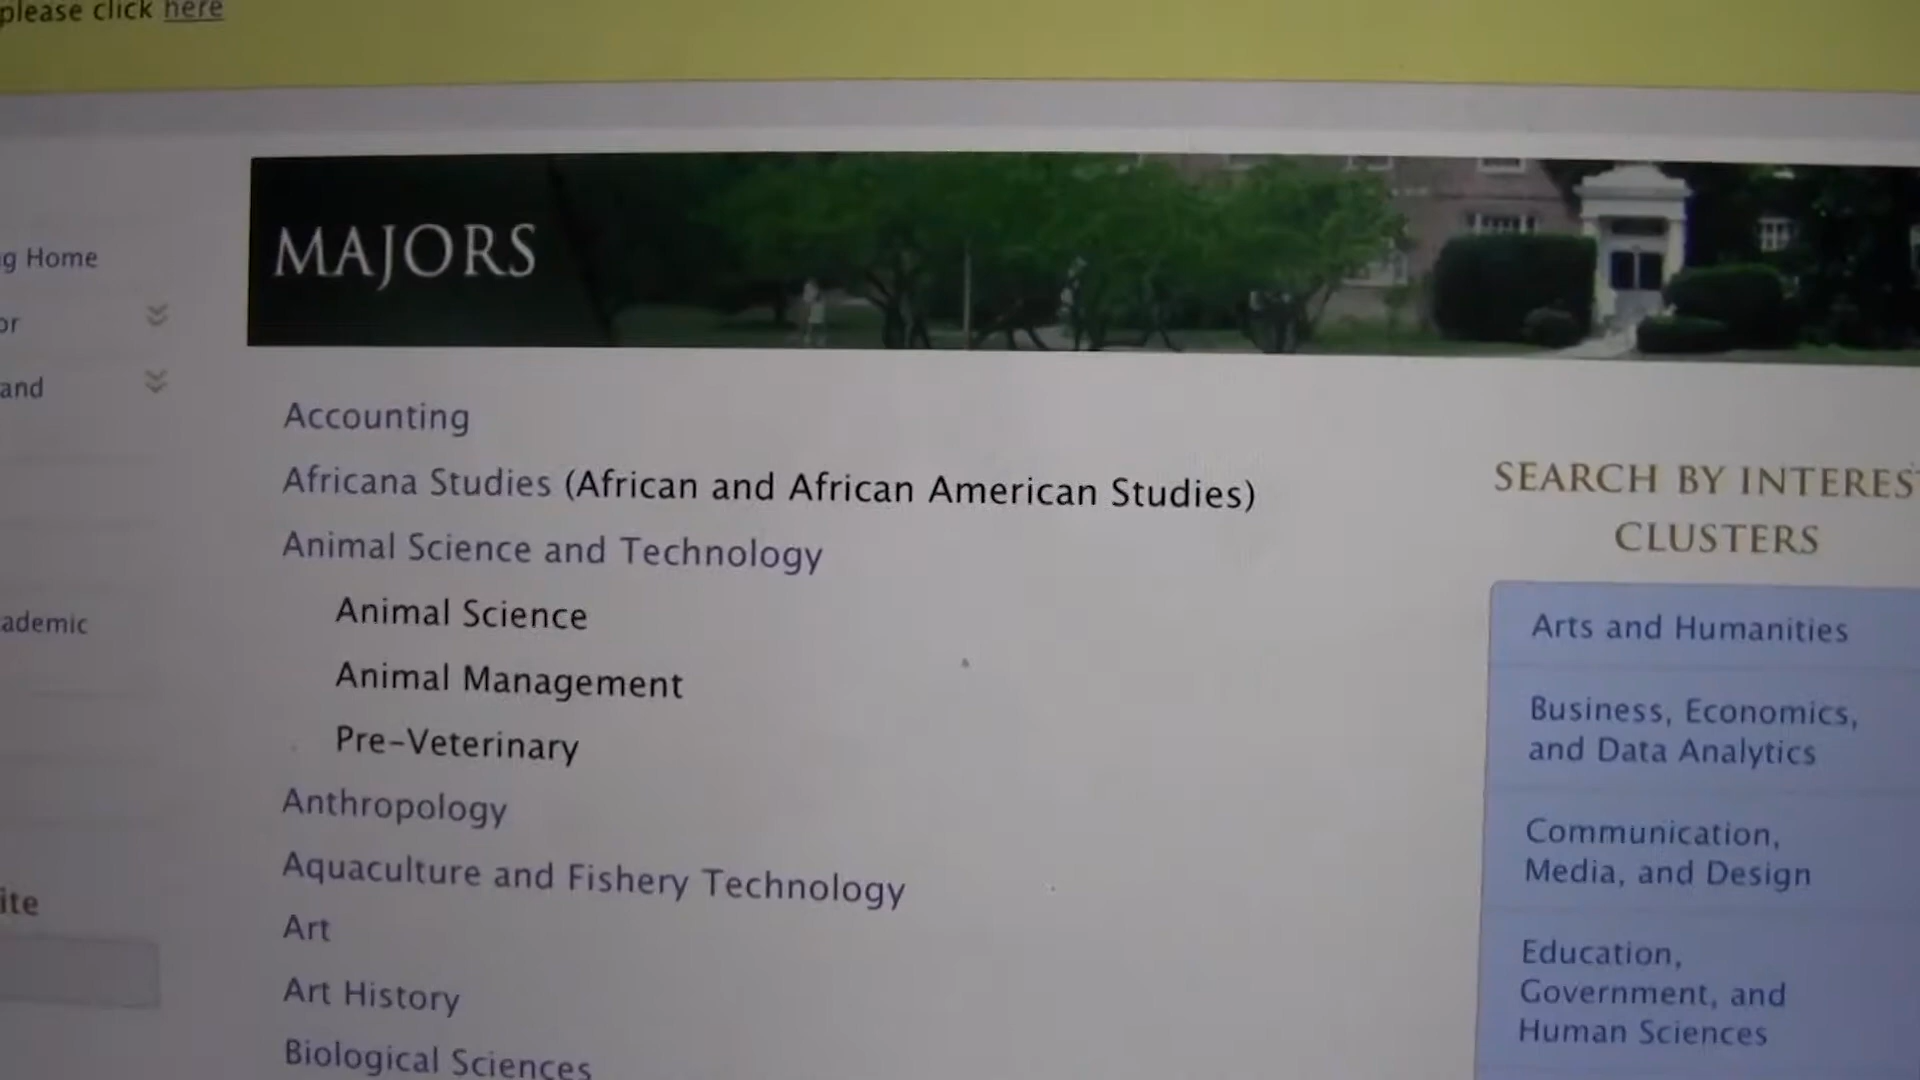 please click here
MAJORS
g Home
or
and
ademic
ite
Accounting
Africana Studies (African and African American Studies)
Animal Science and Technology
Animal Science
Animal Management
Pre-Veterinary
Anthropology
Aquaculture and Fishery Technology
Art
Art History
Biological Sciences
SEARCH BY INTEREST
CLUSTERS
Arts and Humanities
Business, Economics,
and Data Analytics
Communication,
Media, and Design
Education,
Government, and
Human Sciences